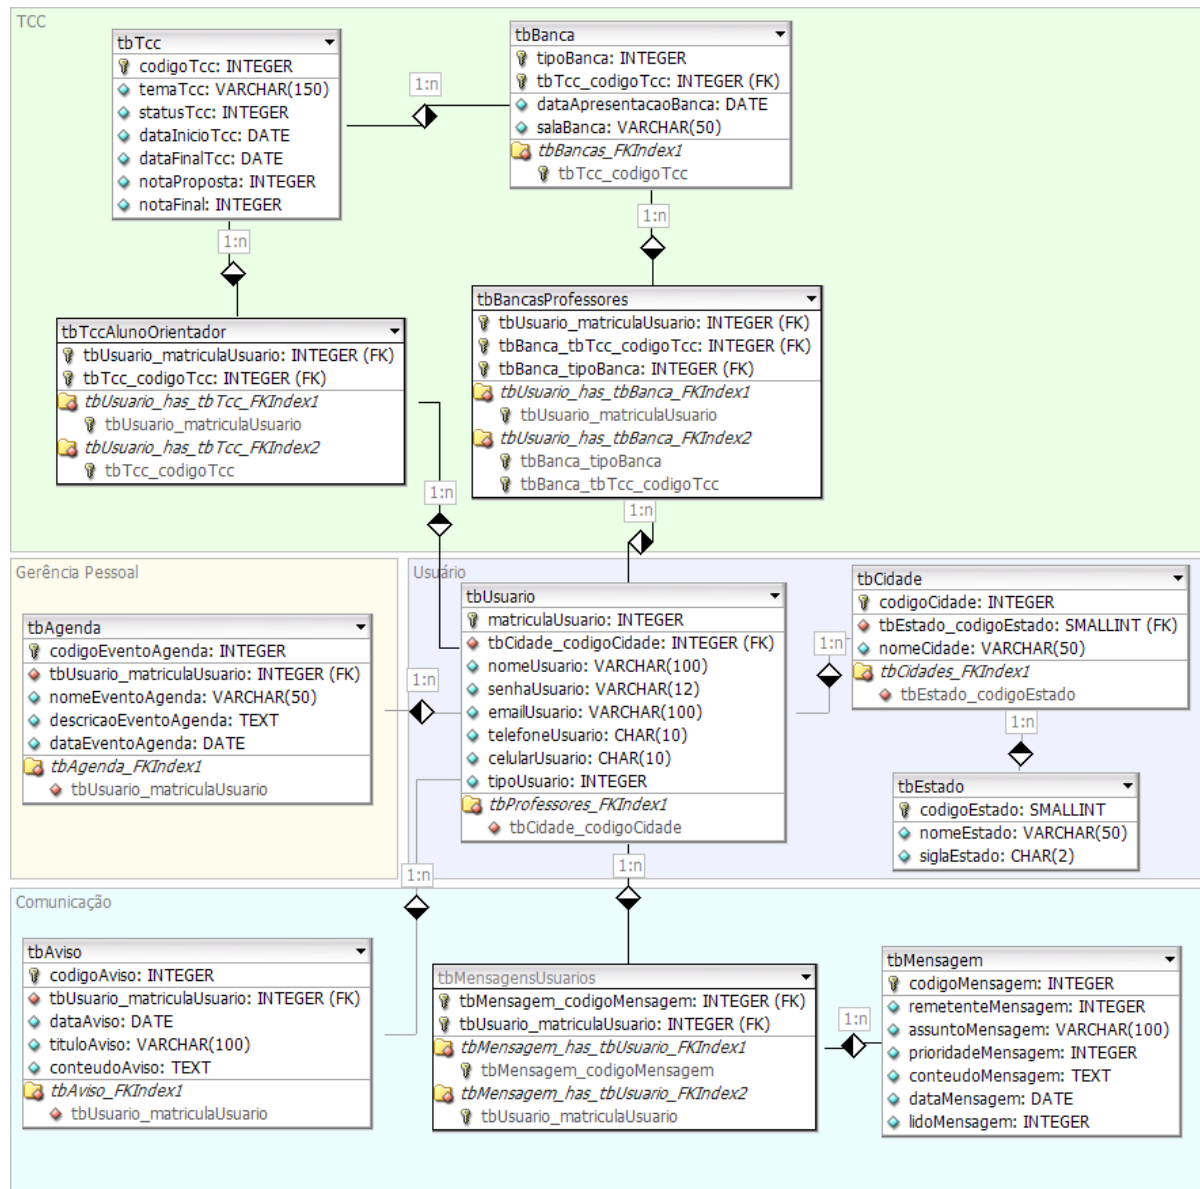 TCC
tbTcc
codigoTcc: INTEGER
temaTcc: VARCHAR(150)
statusTcc: INTEGER
dataInicioTcc: DATE
dataFinalTcc: DATE
notaProposta: INTEGER
notaFinal: INTEGER
1:n
tbBanca
tipoBanca: INTEGER
tbTcc_codigoTcc: INTEGER (FK)
dataApresentacaoBanca: DATE
salaBanca: VARCHAR(50)
tbBancas_FKIndex1
tbTcc_codigoTcc
1:n
1:n
tbTccAlunoOrientador
tbUsuario_matriculaUsuario: INTEGER (FK)
tbTcc_codigoTcc: INTEGER (FK)
tbUsuario_has_tbTcc_FKIndex1
tbUsuario_matriculaUsuario
tbUsuario_has_tbTcc_FKIndex2
tbTcc_codigoTcc
tbBancasProfessores
tbUsuario_matriculaUsuario: INTEGER (FK)
tbBanca_tbTcc_codigoTcc: INTEGER (FK)
tbBanca_tipoBanca: INTEGER (FK)
tbUsuario_has_tbBanca_FKIndex1
tbUsuario_matriculaUsuario
tbUsuario_has_tbBanca_FKIndex2
tbBanca_tipoBanca
tbBanca_tbTcc_codigoTcc
1:n
1:n
Gerência Pessoal
tbAgenda
codigoEventoAgenda: INTEGER
tbUsuario_matriculaUsuario: INTEGER (FK)
nomeEventoAgenda: VARCHAR(50)
descricaoEventoAgenda: TEXT
dataEventoAgenda: DATE
tbAgenda_FKIndex1
tbUsuario_matriculaUsuario
1:n
Usuário
tbUsuario
matriculaUsuario: INTEGER
tbCidade_codigoCidade: INTEGER (FK)
nomeUsuario: VARCHAR(100)
senhaUsuario: VARCHAR(12)
emailUsuario: VARCHAR(100)
telefoneUsuario: CHAR(10)
celularUsuario: CHAR(10)
tipoUsuario: INTEGER
tbProfessores_FKIndex1
tbCidade_codigoCidade
1:n
tbCidade
codigoCidade: INTEGER
tbEstado_codigoEstado: SMALLINT (FK)
nomeCidade: VARCHAR(50)
tbCidades_FKIndex1
tbEstado_codigoEstado
1:n
tbEstado
codigoEstado: SMALLINT
nomeEstado: VARCHAR(50)
siglaEstado: CHAR(2)
1:n
1:n
Comunicação
tbAviso
codigoAviso: INTEGER
tbUsuario_matriculaUsuario: INTEGER (FK)
dataAviso: DATE
tituloAviso: VARCHAR(100)
conteudoAviso: TEXT
tbAviso_FKIndex1
tbUsuario_matriculaUsuario
tbMensagensUsuarios
tbMensagem_codigoMensagem: INTEGER (FK)
tbUsuario_matriculaUsuario: INTEGER (FK)
tbMensagem_has_tbUsuario_FKIndex1
tbMensagem_codigoMensagem
tbMensagem_has_tbUsuario_FKIndex2
tbUsuario_matriculaUsuario
1:n
tbMensagem
codigoMensagem: INTEGER
remetenteMensagem: INTEGER
assuntoMensagem: VARCHAR(100)
prioridadeMensagem: INTEGER
conteudoMensagem: TEXT
dataMensagem: DATE
lidoMensagem: INTEGER